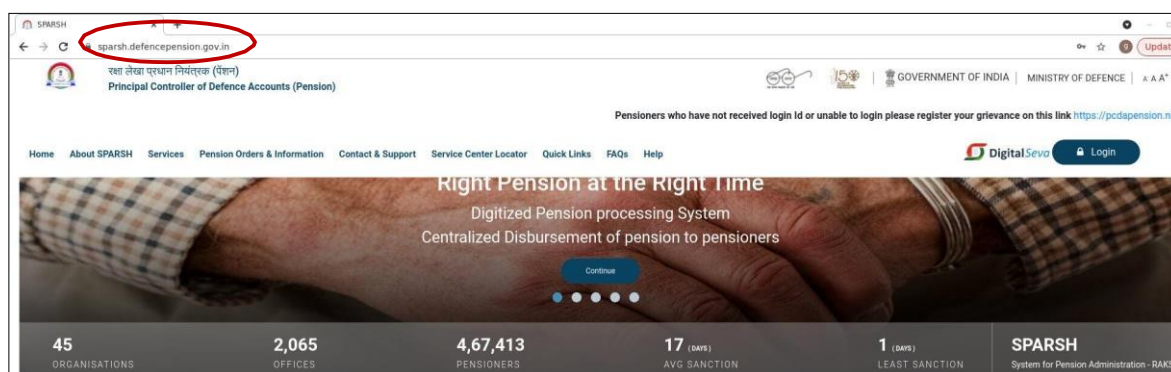 SPARSH
sparsh.defencepension.gov.in
Updat
रक्षा लेखा प्रधान नियंत्रक (पेंशन)
Principal Controller of Defence Accounts (Pension)
GOVERNMENT OF INDIA | MINISTRY OF DEFENCE | A A A+
Pensioners who have not received login Id or unable to login please register your grievance on this link https://pcdapension.n
Home About SPARSH Services Pension Orders & Information Contact & Support Service Center Locator Quick Links FAQs Help Digital Seva Login
Right Pension at the Right Time
Digitized Pension processing System
Centralized Disbursement of pension to pensioners
Continue
45 2,065 4,67,413 17 (DAYS) 1 (DAYS) SPARSH
ORGANISATIONS OFFICES PENSIONERS AVG SANCTION LEAST SANCTION System for Pension Administration - RAKS